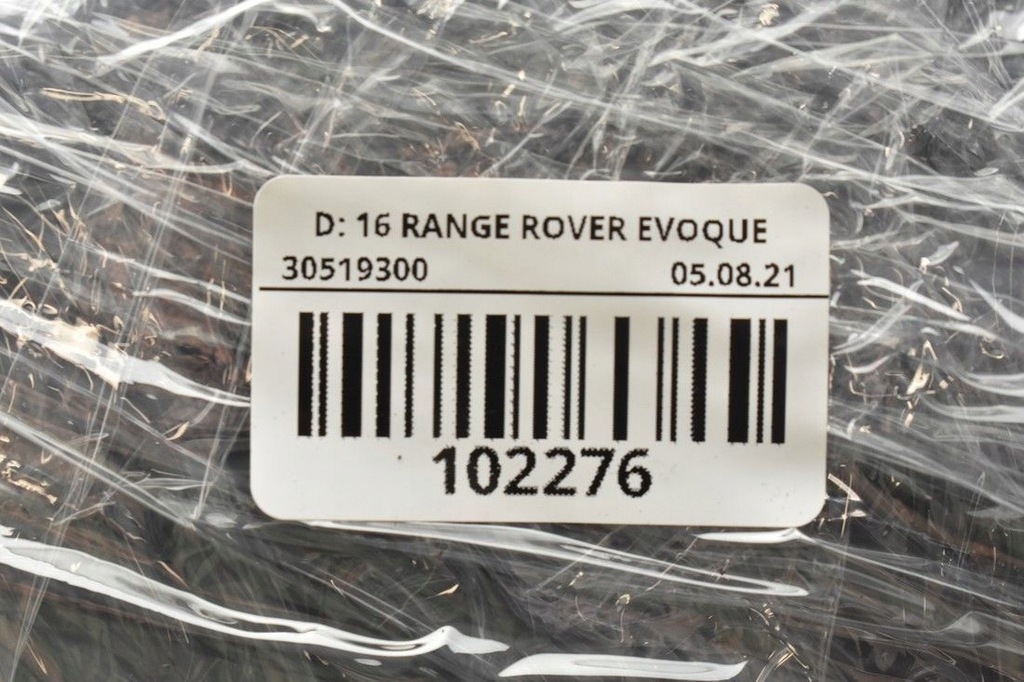 D: 16 RANGE ROVER EVOQUE
30519300 05.08.21
102276